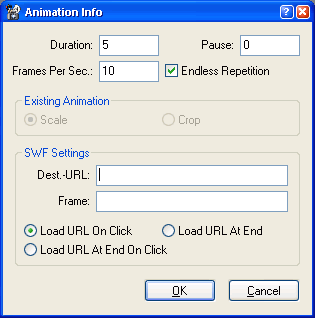 Animation Info
Duration: 5 Pause: 0
Frames Per Sec.: 10 Endless Repetition
Existing Animation
Scale Crop
SWF Settings
Dest.-URL:
Frame:
Load URL On Click Load URL At End
Load URL At End On Click
OK Cancel